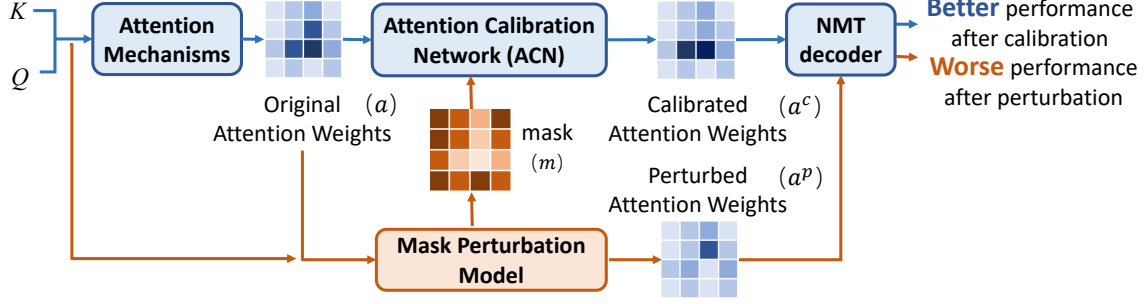 K
Q
Attention
Mechanisms
Attention Calibration
Network (ACN)
NMT
decoder
Better performance
after calibration
Worse performance
after perturbation
Original (a)
Attention Weights
mask
(m)
Calibrated (a^c)
Attention Weights
Perturbed (a^p)
Attention Weights
Mask Perturbation
Model